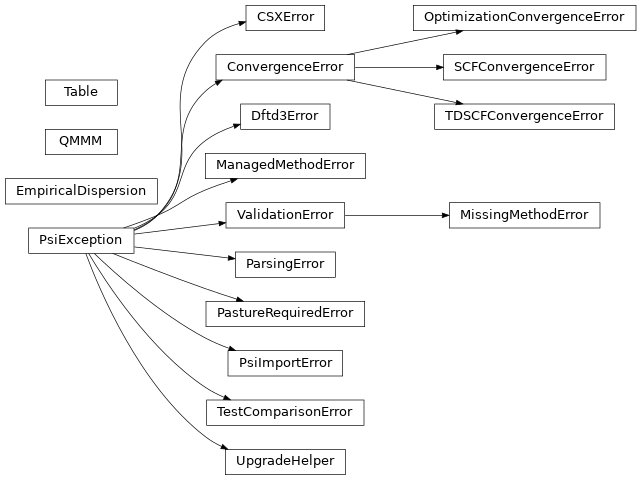 Table
QMMM
EmpiricalDispersion
PsiException
CSXError
ConvergenceError
Dftd3Error
ManagedMethodError
ValidationError
ParsingError
PastureRequiredError
PsiImportError
TestComparisonError
UpgradeHelper
OptimizationConvergenceError
SCFConvergenceError
TDSCFConvergenceError
MissingMethodError